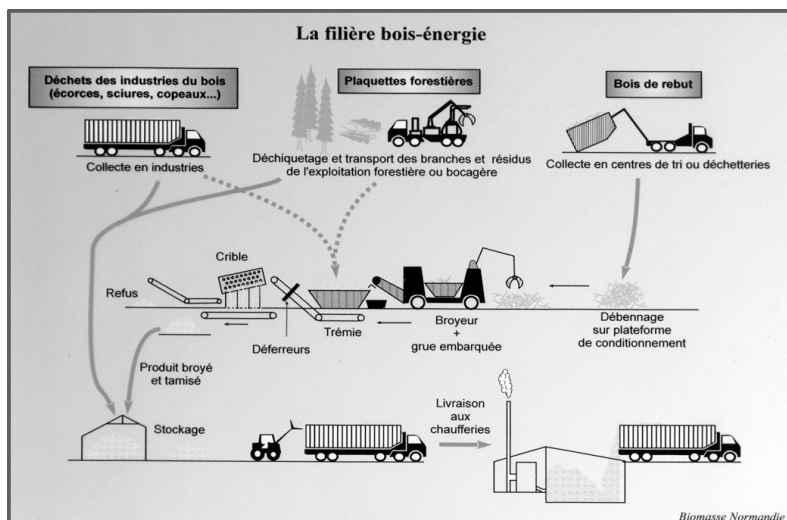 La filière bois-énergie
Déchets des industries du bois
(écorces, sciures, copeaux...)
Plaquettes forestières
Bois de rebut
Collecte en industries
Déchiquetage et transport des branches et résidus
de l'exploitation forestière ou bocagère
Collecte en centres de tri ou déchetteries
Crible
Refus
Déferreurs
Trémie
Broyeur
+
grue embarquée
Débennage
sur plateforme
de conditionnement
Produit broyé
et tamisé
Stockage
Livraison
aux
chaufferies
Biomasse Normandie